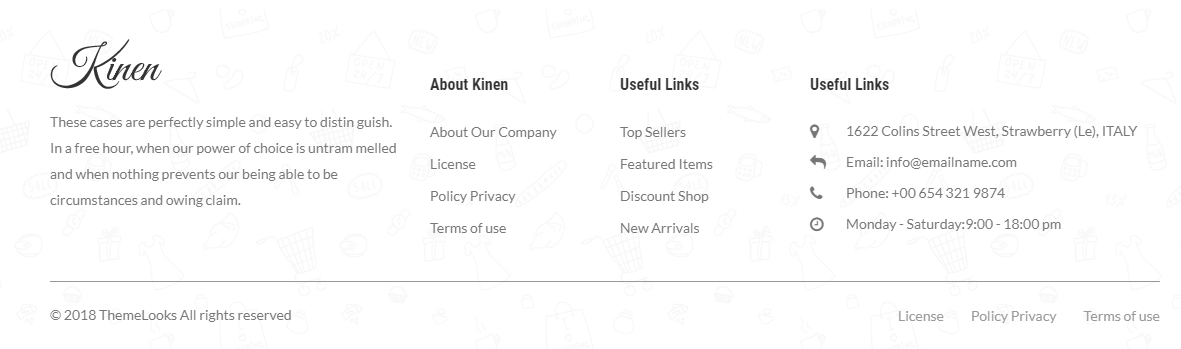 Kinen
These cases are perfectly simple and easy to distin guish.
In a free hour, when our power of choice is untram melled
and when nothing prevents our being able to be
circumstances and owing claim.
About Kinen
About Our Company
License
Policy Privacy
Terms of use
Useful Links
Top Sellers
Featured Items
Discount Shop
New Arrivals
Useful Links
1622 Colins Street West, Strawberry (Le), ITALY
Email: info@emailname.com
Phone: +00 654 321 9874
Monday - Saturday:9:00 - 18:00 pm
© 2018 ThemeLooks All rights reserved
License Policy Privacy Terms of use